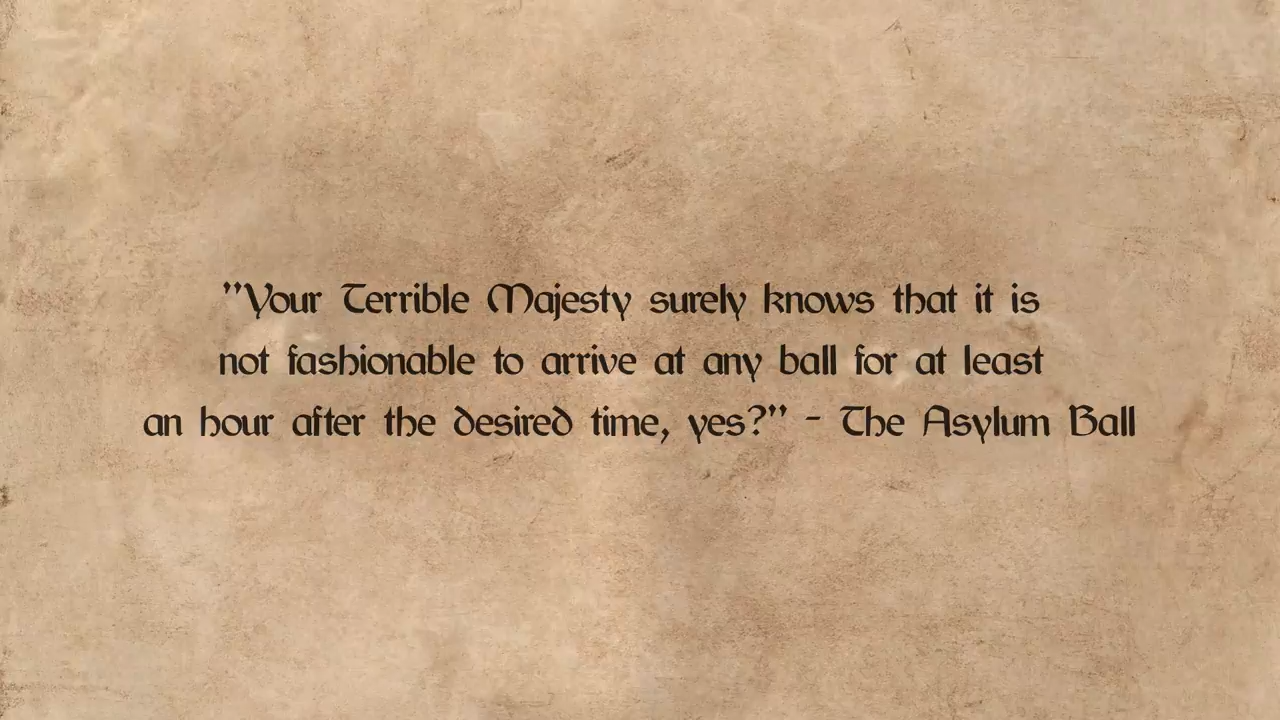 "Your Terrible Majesty surely knows that it is
not fashionable to arrive at any ball for at least
an hour after the desired time, yes?" - The Asylum Ball